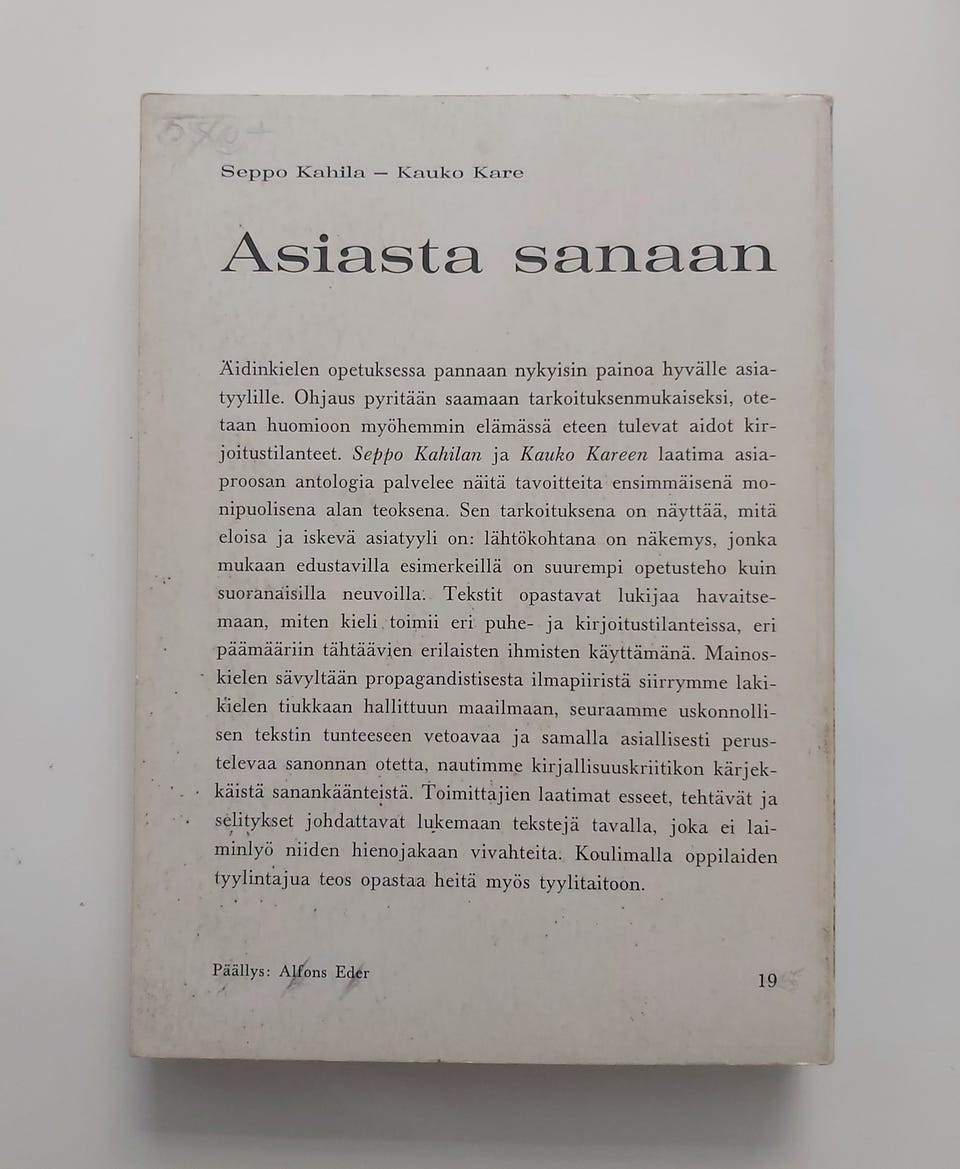 Seppo Kahila — Kauko Kare
Asiasta sanaan
Äidinkielen opetuksessa pannaan nykyisin painoa hyvälle asia-
tyylille. Ohjaus pyritään saamaan tarkoituksenmukaiseksi, ote-
taan huomioon myöhemmin elämässä eteen tulevat aidot kir-
joitustilanteet. Seppo Kahilan ja Kauko Kareen laatima asia-
proosan antologia palvelee näitä tavoitteita ensimmäisenä mo-
nipuolisena alan teoksena. Sen tarkoituksena on näyttää, mitä
eloisa ja iskevä asiatyyli on: lähtökohtana on näkemys, jonka
mukaan edustavilla esimerkeillä on suurempi opetusteho kuin
suoranaisilla neuvoilla. Tekstit opastavat lukijaa havaitse-
maan, miten kieli toimii eri puhe- ja kirjoitustilanteissa, eri
päämääriin tähtäävien erilaisten ihmisten käyttämänä. Mainos-
kielen sävyltään propagandistisesta ilmapiiristä siirrymme laki-
kielen tiukkaan hallittuun maailmaan, seuraamme uskonnolli-
sen tekstin tunteeseen vetoavaa ja samalla asiallisesti perus-
televaa sanonnan otetta, nautimme kirjallisuuskriitikon kärjek-
käistä sanankäänteistä. Toimittajien laatimat esseet, tehtävät ja
selitykset johdattavat lukemaan tekstejä tavalla, joka ei lai-
minlyö niiden hienojakaan vivahteita. Koulimalla oppilaiden
tyylintajua teos opastaa heitä myös tyylitaitoon.
Päällys: Alfons Eder
19